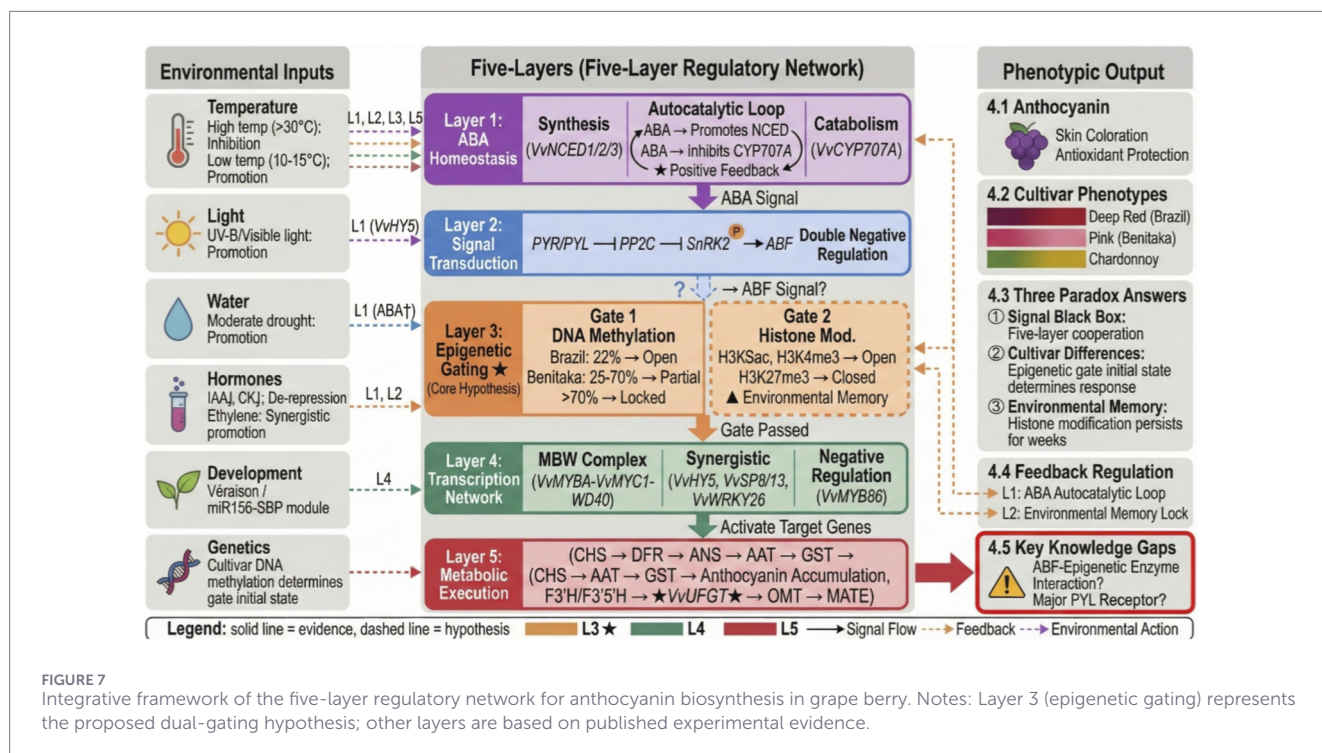 Environmental Inputs
Temperature
High temp (>30°C):
Inhibition
Low temp (10-15°C);
Promotion
L1, L2, L3, L5
Light
UV-B/Visible light:
Promotion
L1 (VvHY5)
Water
Moderate drought:
Promotion
L1 (ABA†)
Hormones
IAAJ, CKJ; De-repression
Ethylene: Synergistic
promotion
L1, L2
Development
Véraison /
miR156-SBP module
L4
Genetics
Cultivar DNA
methylation determines
gate initial state
Five-Layers (Five-Layer Regulatory Network)
Layer 1:
ABA
Homeostasis
Synthesis
(VvNCED1/2/3)
Autocatalytic Loop
ABA → Promotes NCED
ABA → inhibits CYP707A
★ Positive Feedback
Catabolism
(VvCYP707A)
ABA Signal
Layer 2:
Signal
Transduction
PYR/PYL ⊣ PP2C ⊣ SnRK2 P → ABF
Double Negative
Regulation
? → ABF Signal?
Layer 3:
Epigenetic
Gating ★
(Core Hypothesis)
Gate 1
DNA Methylation
Brazil: 22% → Open
Benitaka: 25-70% → Partial
>70% → Locked
Gate 2
Histone Mod.
H3KSac, H3K4me3 → Open
H3K27me3 → Closed
▲ Environmental Memory
Gate Passed
Layer 4:
Transcription
Network
MBW Complex
(VvMYBA-VvMYC1-
WD40)
Synergistic
(VvHY5, VvSP8/13,
VvWRKY26)
Negative
Regulation
(VvMYB86)
Activate Target Genes
Layer 5:
Metabolic
Execution
(CHS → DFR → ANS → AAT → GST →
(CHS → AAT → GST → Anthocyanin Accumulation,
F3'H/F3'5'H → ★VvUFGT★ → OMT → MATE)
Phenotypic Output
4.1 Anthocyanin
Skin Coloration
Antioxidant Protection
4.2 Cultivar Phenotypes
Deep Red (Brazil)
Pink (Benitaka)
Chardonnoy
4.3 Three Paradox Answers
① Signal Black Box:
Five-layer cooperation
② Cultivar Differences:
Epigenetic gate initial state
determines response
③ Environmental Memory:
Histone modification persists
for weeks
4.4 Feedback Regulation
L1: ABA Autocatalytic Loop
L2: Environmental Memory Lock
4.5 Key Knowledge Gaps
ABF-Epigenetic Enzyme
Interaction?
Major PYL Receptor?
Legend: solid line = evidence, dashed line = hypothesis L3 ★ L4 L5 Signal Flow Feedback Environmental Action
FIGURE 7
Integrative framework of the five-layer regulatory network for anthocyanin biosynthesis in grape berry. Notes: Layer 3 (epigenetic gating) represents
the proposed dual-gating hypothesis; other layers are based on published experimental evidence.